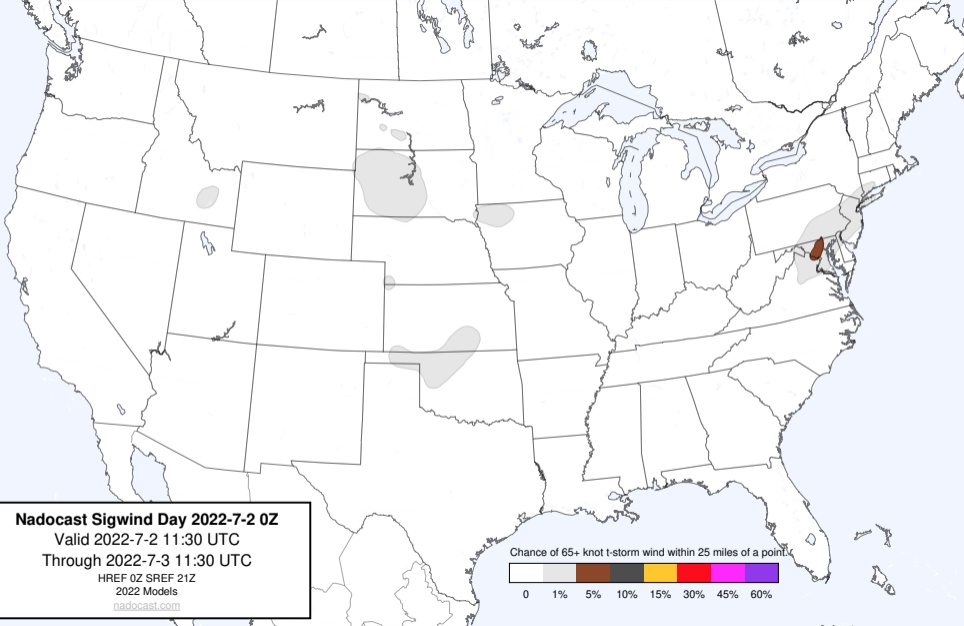 Nadocast Sigwind Day 2022-7-2 0Z
Valid 2022-7-2 11:30 UTC
Through 2022-7-3 11:30 UTC
HREF 0Z SREF 21Z
2022 Models
nadocast.com
Chance of 65+ knot t-storm wind within 25 miles of a point.
0 1% 5% 10% 15% 30% 45% 60%